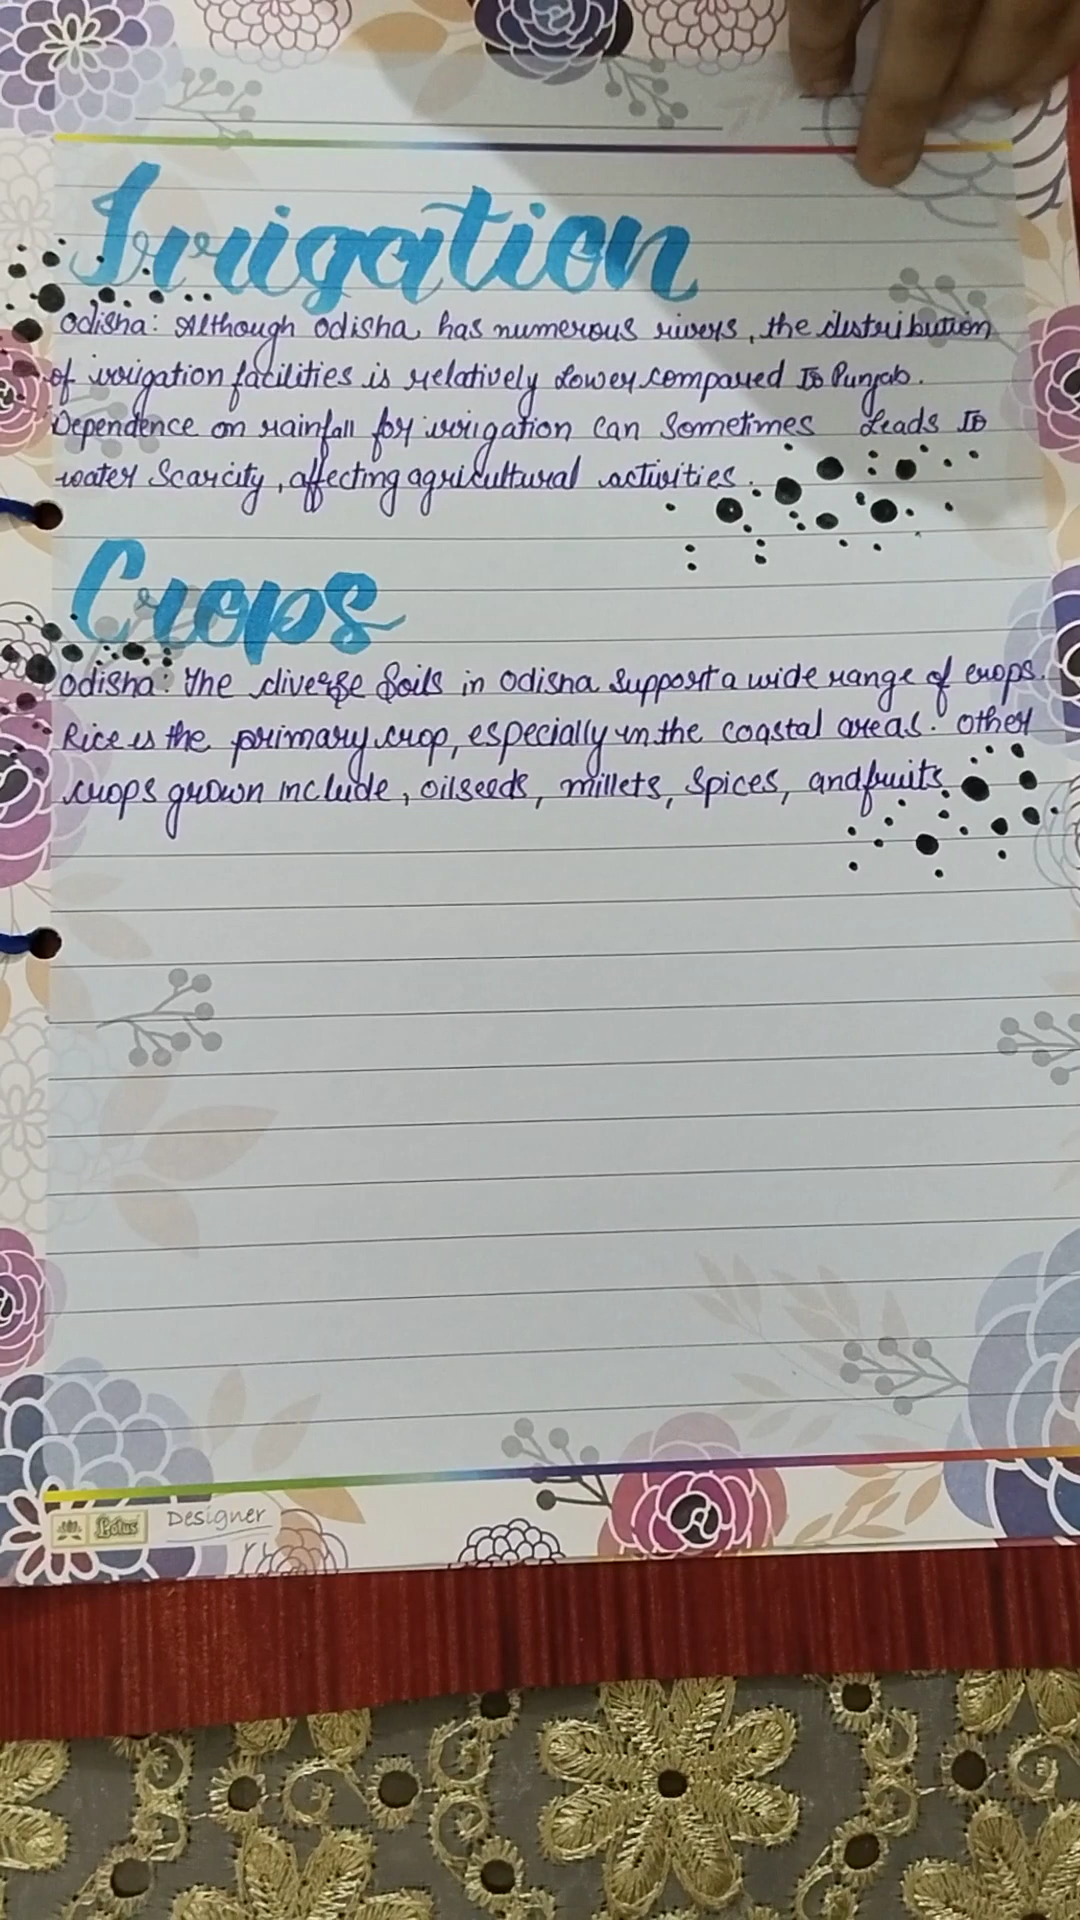 Irrigation
Odisha: Although Odisha has numerous rivers, the distribution
of irrigation facilities is relatively lower compared to Punjab.
Dependence on rainfall for irrigation can sometimes leads to
water scarcity, affecting agricultural activities.
Crops
Odisha: The diverse soils in Odisha support a wide range of crops.
Rice is the primary crop, especially in the coastal areas. Other
crops grown include, oilseeds, millets, spices, and fruits.
Lotus Designer